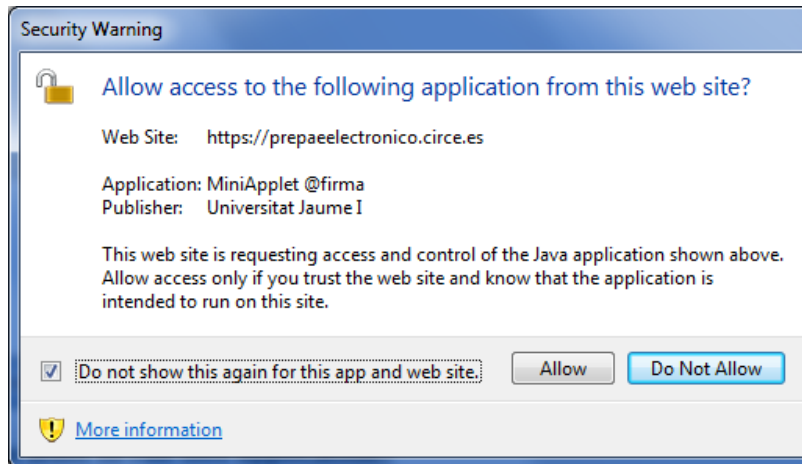 Security Warning
Allow access to the following application from this web site?
Web Site: https://prepaeelectronico.circe.es
Application: MiniApplet @firma
Publisher: Universitat Jaume I
This web site is requesting access and control of the Java application shown above.
Allow access only if you trust the web site and know that the application is
intended to run on this site.
Do not show this again for this app and web site. Allow Do Not Allow
More information